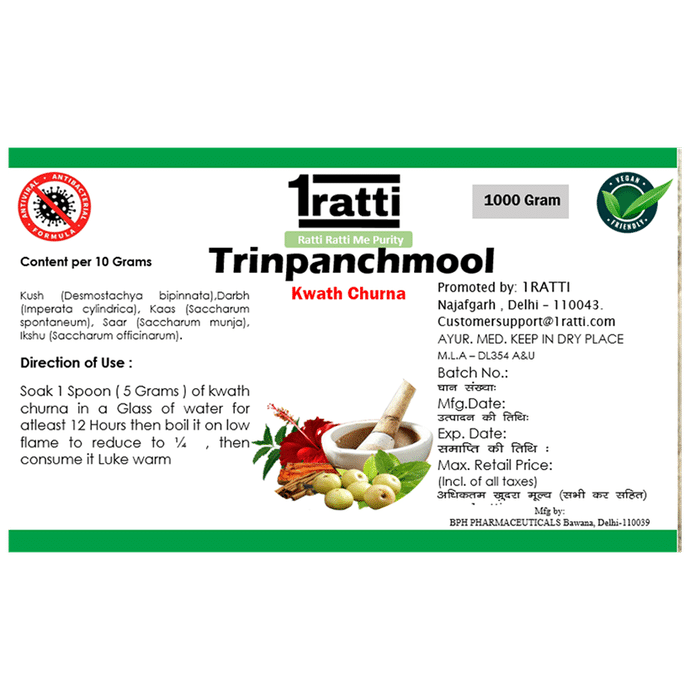 ANTIVIRAL · ANTIBACTERIAL
FORMULA
1ratti
Ratti Ratti Me Purity
1000 Gram
VEGAN
FRIENDLY
Trinpanchmool
Kwath Churna
Content per 10 Grams
Kush (Desmostachya bipinnata),Darbh
(Imperata cylindrica), Kaas (Saccharum
spontaneum), Saar (Saccharum munja),
Ikshu (Saccharum officinarum).
Direction of Use :
Soak 1 Spoon ( 5 Grams ) of kwath
churna in a Glass of water for
atleast 12 Hours then boil it on low
flame to reduce to ¼ , then
consume it Luke warm
Promoted by: 1RATTI
Najafgarh , Delhi – 110043.
Customersupport@1ratti.com
AYUR. MED. KEEP IN DRY PLACE
M.L.A – DL354 A&U
Batch No.:
घान संख्याः
Mfg.Date:
उत्पादन की तिथिः
Exp. Date:
समाप्ति की तिथि :
Max. Retail Price:
(Incl. of all taxes)
अधिकतम खुदरा मूल्य (सभी कर सहित)
Mfg by:
BPH PHARMACEUTICALS Bawana, Delhi-110039